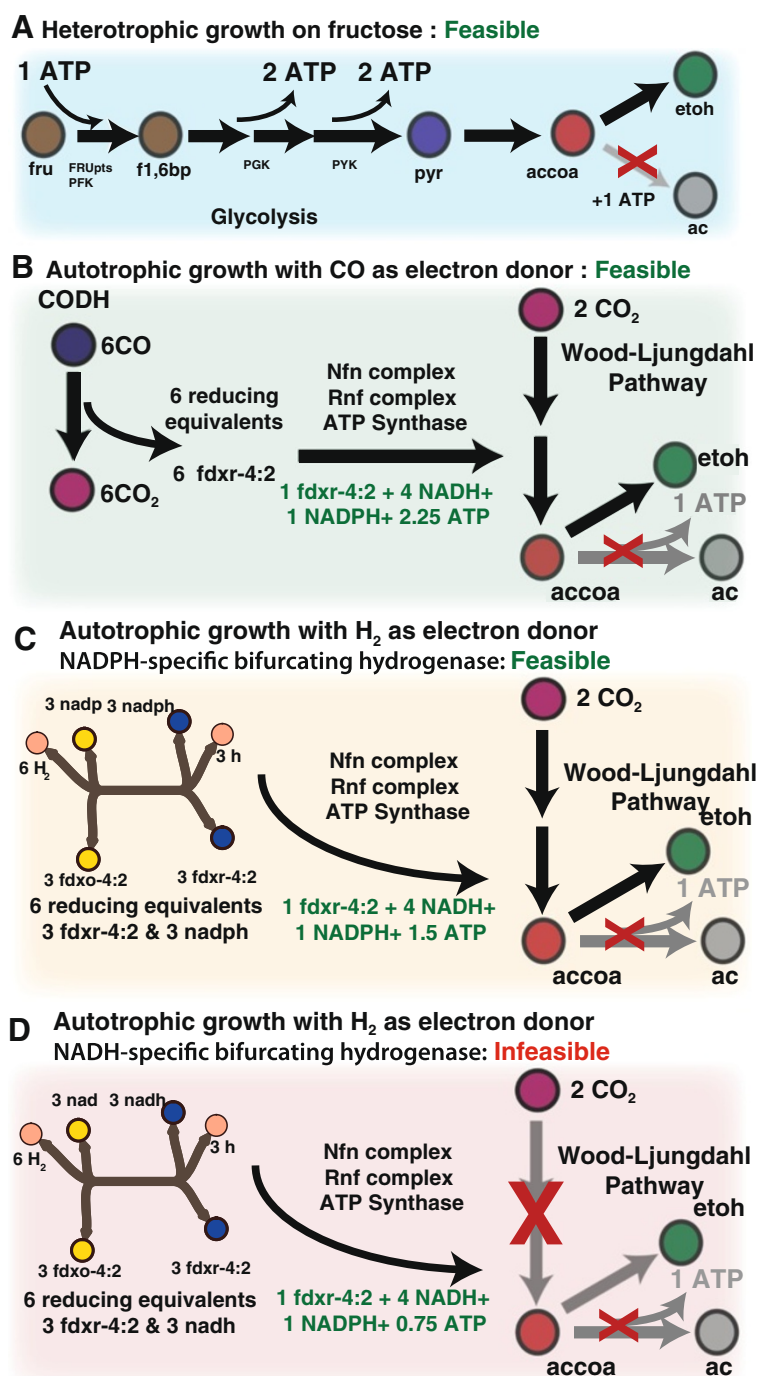 A Heterotrophic growth on fructose : Feasible
1 ATP
2 ATP
2 ATP
etoh
fru
FRUpts
PFK
f1,6bp
PGK
PYK
pyr
accoa
+1 ATP
ac
Glycolysis
B Autotrophic growth with CO as electron donor : Feasible
CODH
6CO
6CO₂
6 reducing
equivalents
6 fdxr-4:2
Nfn complex
Rnf complex
ATP Synthase
1 fdxr-4:2 + 4 NADH+
1 NADPH+ 2.25 ATP
2 CO₂
Wood-Ljungdahl
Pathway
etoh
1 ATP
accoa
ac
C Autotrophic growth with H₂ as electron donor
NADPH-specific bifurcating hydrogenase: Feasible
3 nadp
3 nadph
6 H₂
3 h
3 fdxo-4:2
3 fdxr-4:2
6 reducing equivalents
3 fdxr-4:2 & 3 nadph
Nfn complex
Rnf complex
ATP Synthase
1 fdxr-4:2 + 4 NADH+
1 NADPH+ 1.5 ATP
2 CO₂
Wood-Ljungdahl
Pathway
etoh
1 ATP
accoa
ac
D Autotrophic growth with H₂ as electron donor
NADH-specific bifurcating hydrogenase: Infeasible
3 nad
3 nadh
6 H₂
3 h
3 fdxo-4:2
3 fdxr-4:2
6 reducing equivalents
3 fdxr-4:2 & 3 nadh
Nfn complex
Rnf complex
ATP Synthase
1 fdxr-4:2 + 4 NADH+
1 NADPH+ 0.75 ATP
2 CO₂
Wood-Ljungdahl
Pathway
etoh
1 ATP
accoa
ac